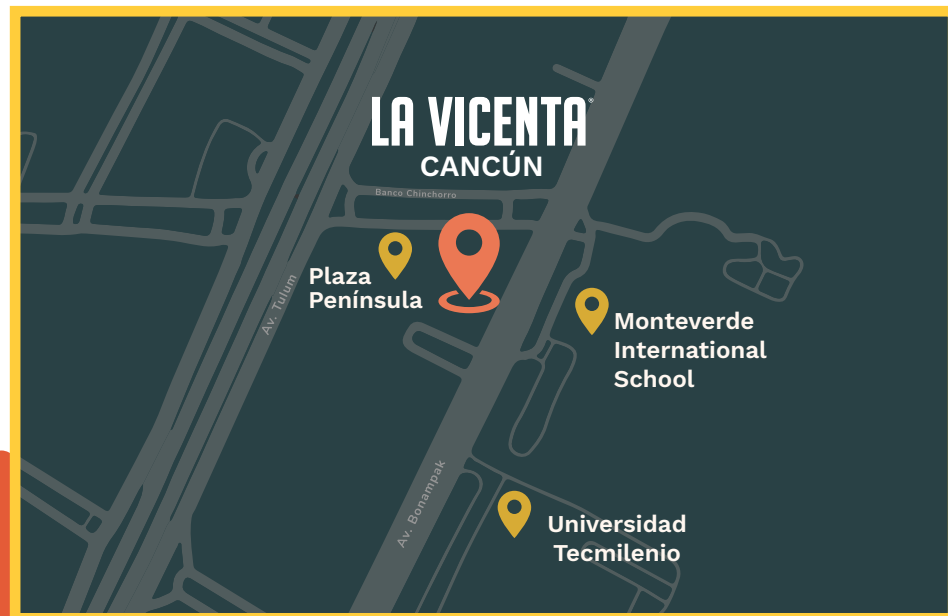 LA VICENTA®
CANCÚN
Banco Chinchorro
Plaza
Península
Av. Tulum
Monteverde
International
School
Av. Bonampak
Universidad
Tecmilenio